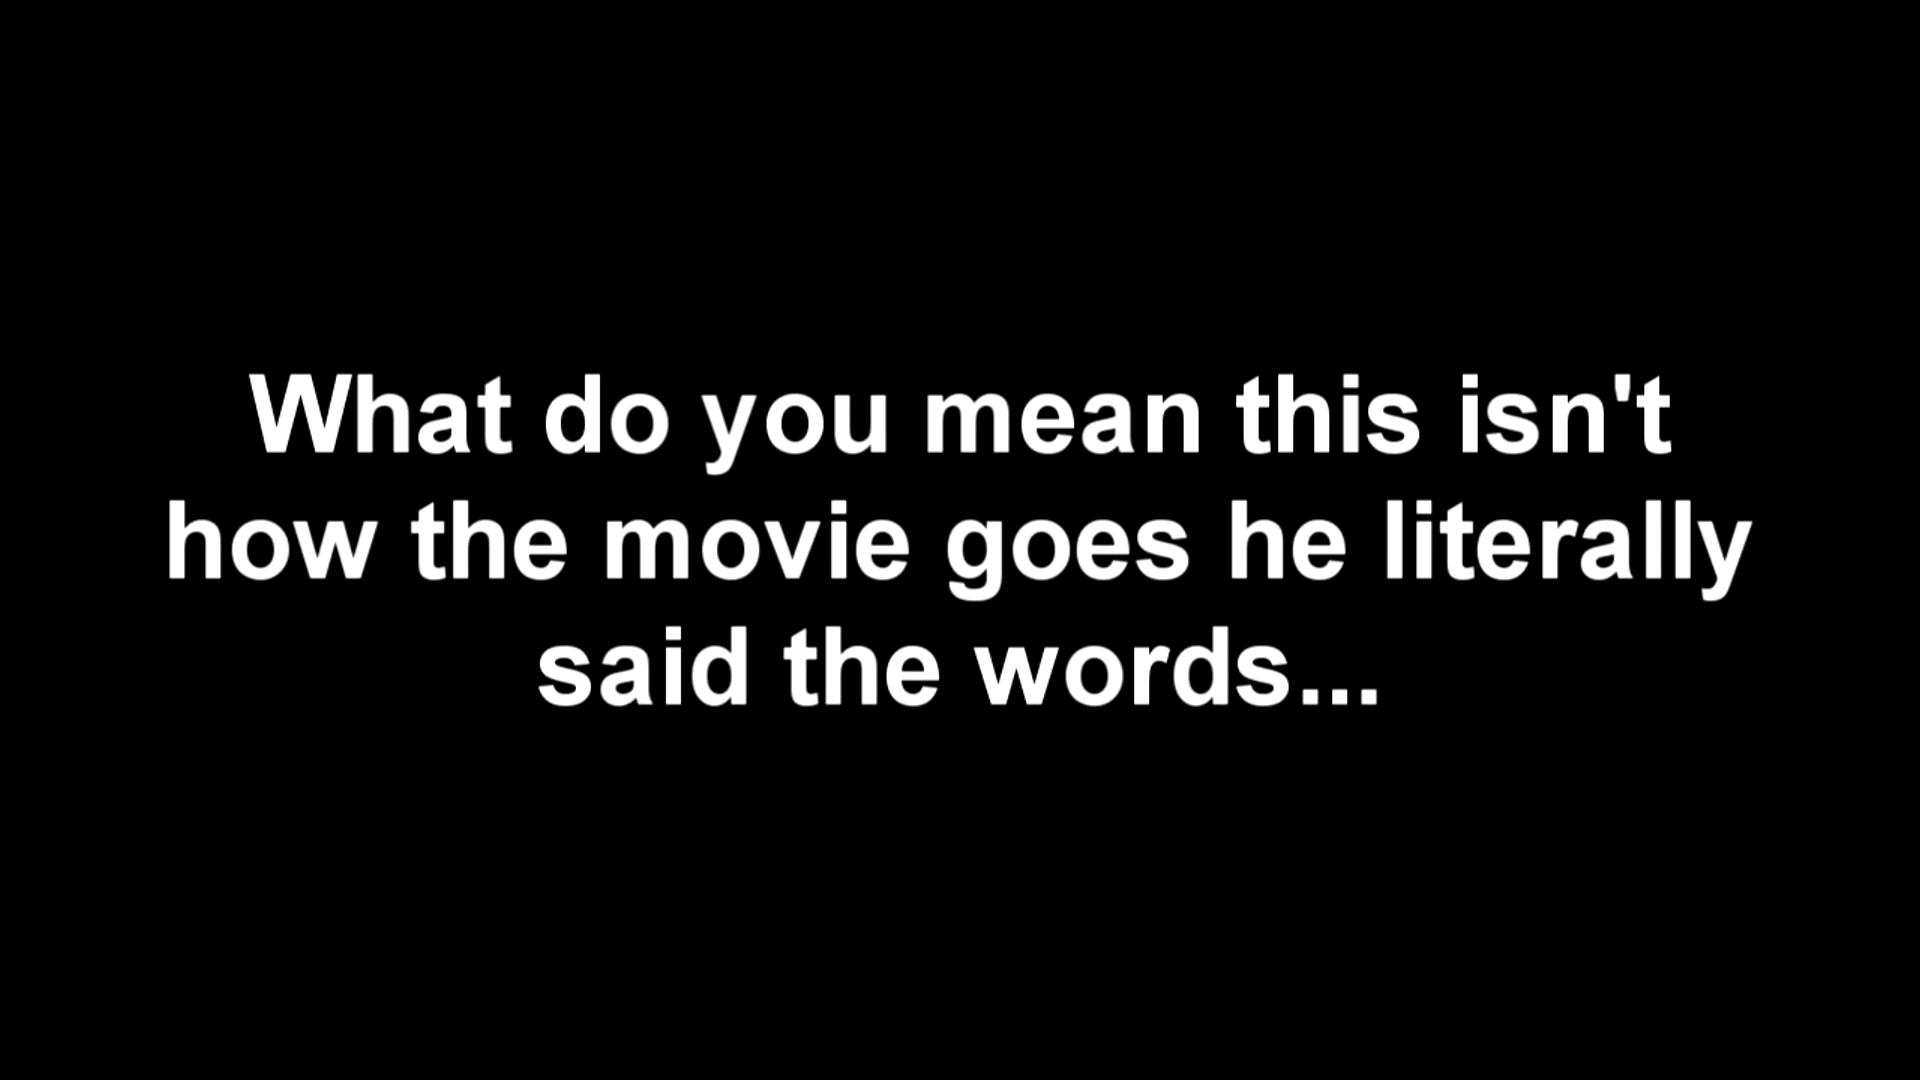 What do you mean this isn't
how the movie goes he literally
said the words...